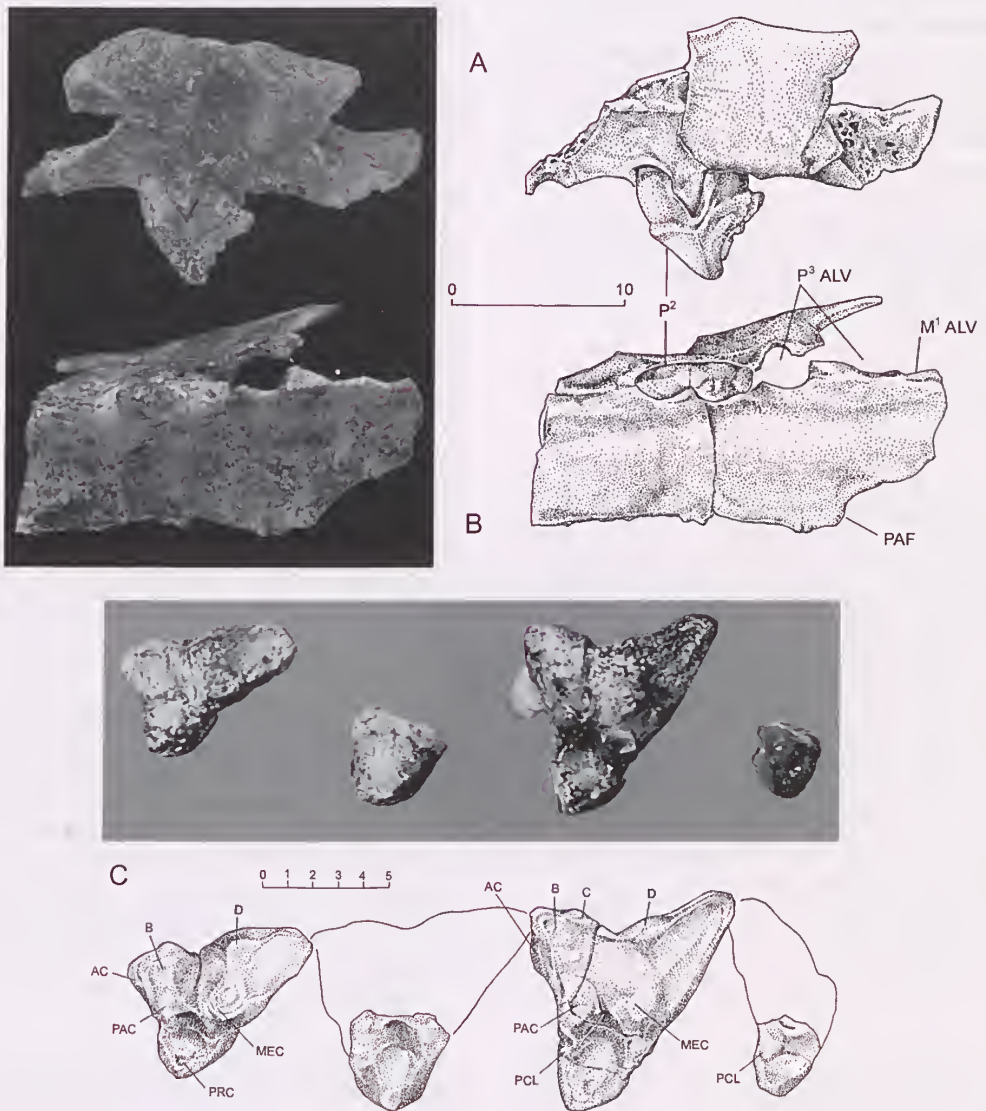 A
0 10
P² P³ ALV
M¹ ALV
B
PAF
C
0 1 2 3 4 5
AC B C D
B D
AC
PAC PAC
MEC MEC
PCL PCL
PRC